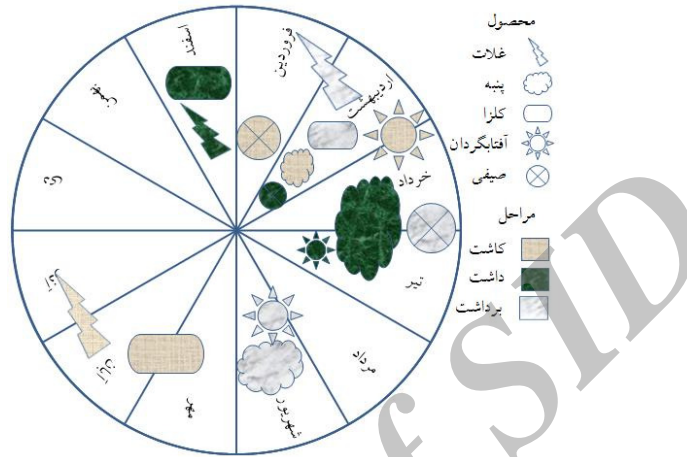 محصول
غلات
پنبه
کلزا
آفتابگردان
صیفی
مراحل
کاشت
داشت
برداشت
فروردین
اردیبهشت
خرداد
تیر
مرداد
شهریور
مهر
آبان
آذر
دی
بهمن
اسفند
f SID